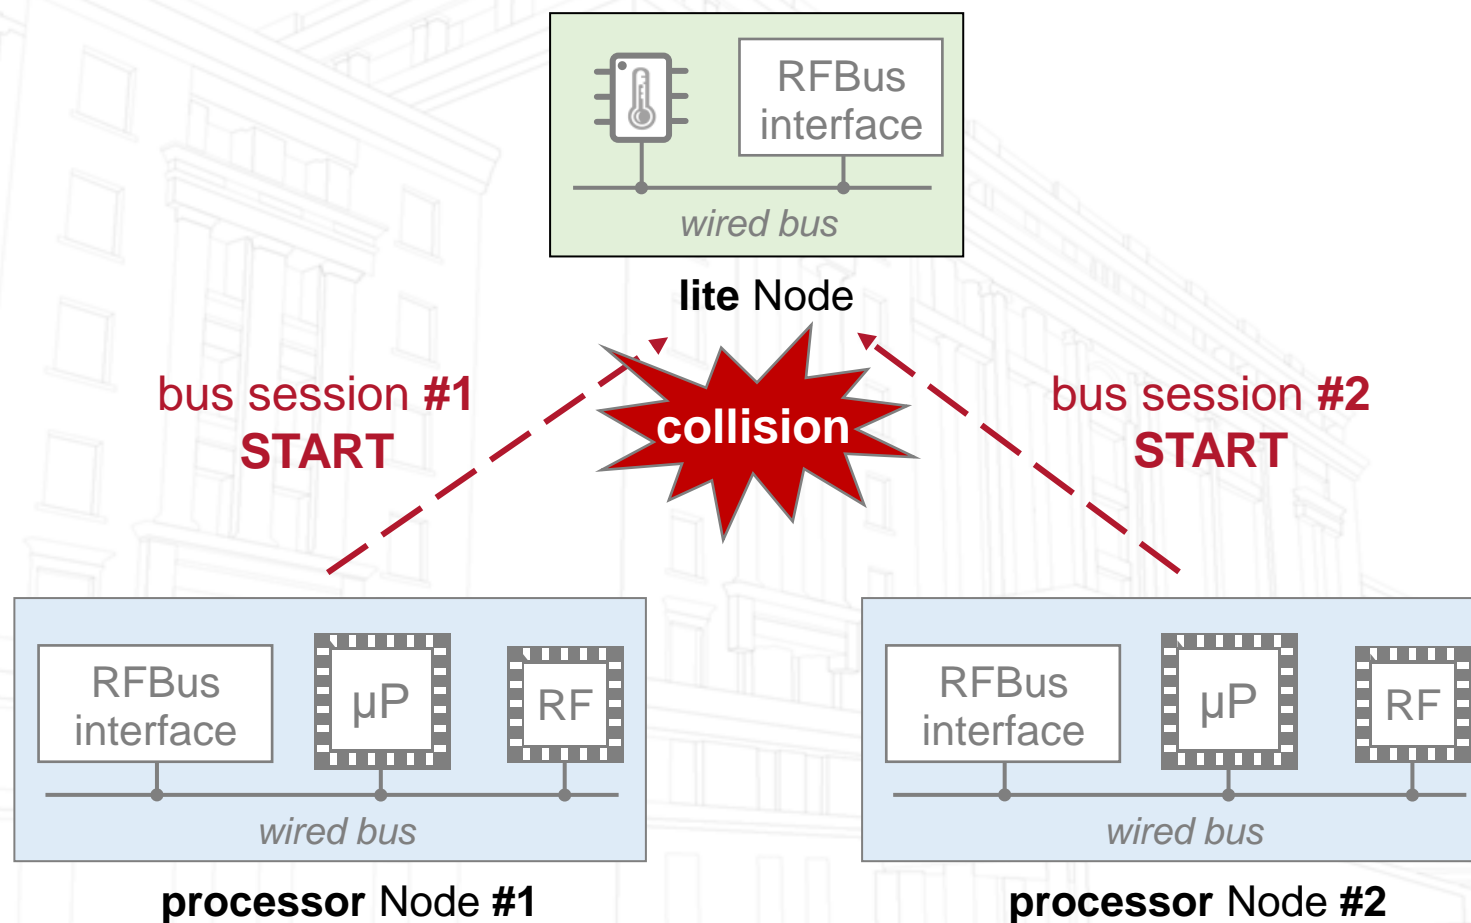 RFBus
interface
wired bus
lite Node
bus session #1
START
collision
bus session #2
START
RFBus
interface
µP
RF
wired bus
processor Node #1
RFBus
interface
µP
RF
wired bus
processor Node #2